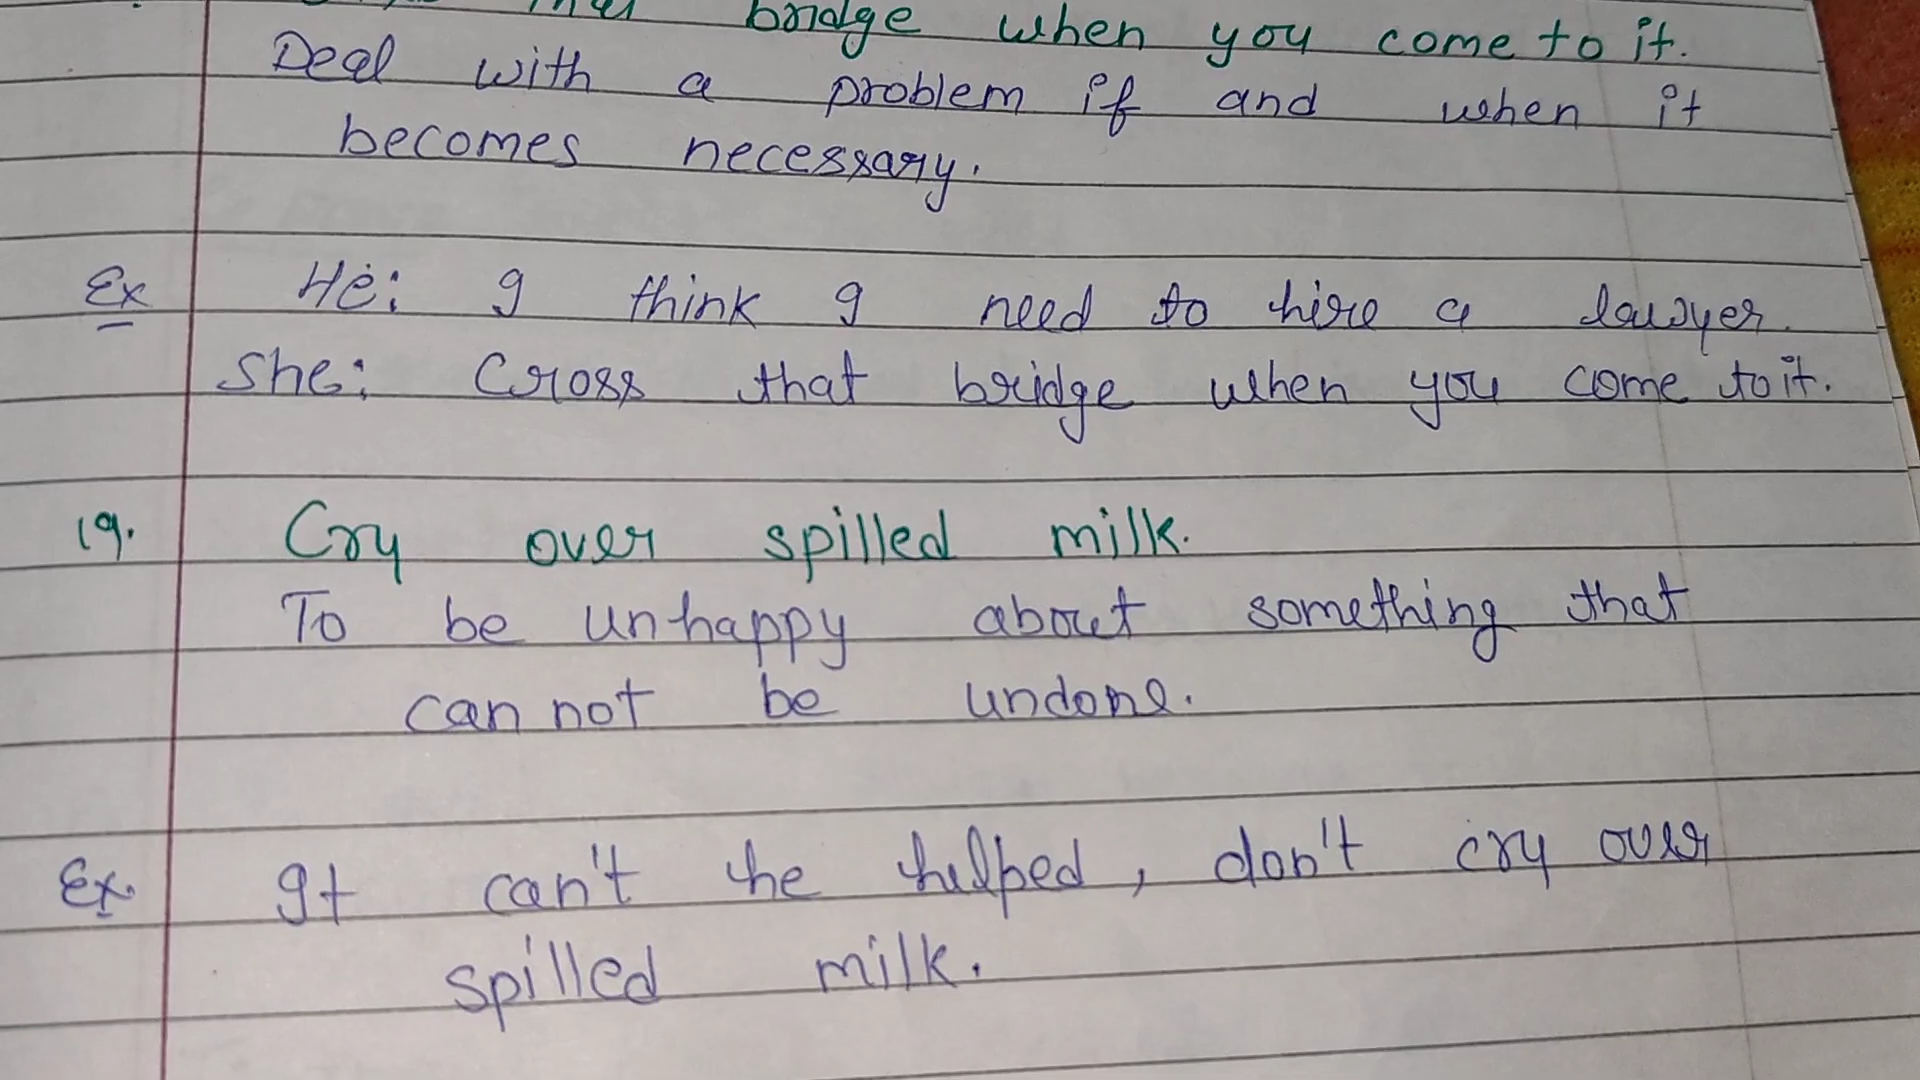 that bridge when you come to it.
Deal with a problem if and when it
becomes necessary.
Ex He: I think I need to hire a lawyer.
She: Cross that bridge when you come to it.
19. Cry over spilled milk.
To be unhappy about something that
can not be undone.
Ex. It can't be helped, don't cry over
spilled milk.